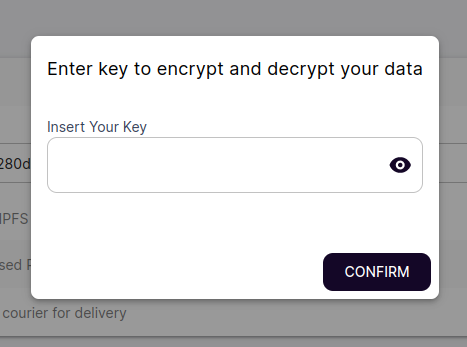 Enter key to encrypt and decrypt your data
Insert Your Key
280d
IPFS
sed
CONFIRM
courier for delivery